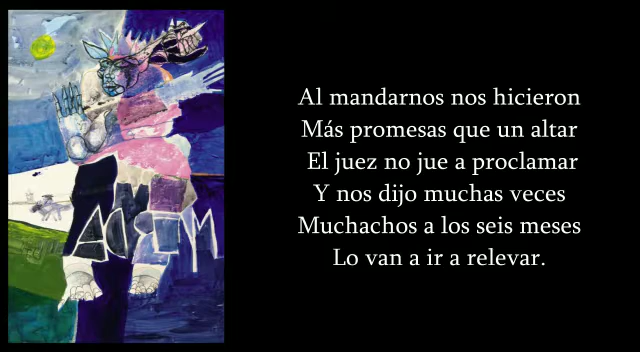 Al mandarnos nos hicieron
Más promesas que un altar
El juez no jue a proclamar
Y nos dijo muchas veces
Muchachos a los seis meses
Lo van a ir a relevar.